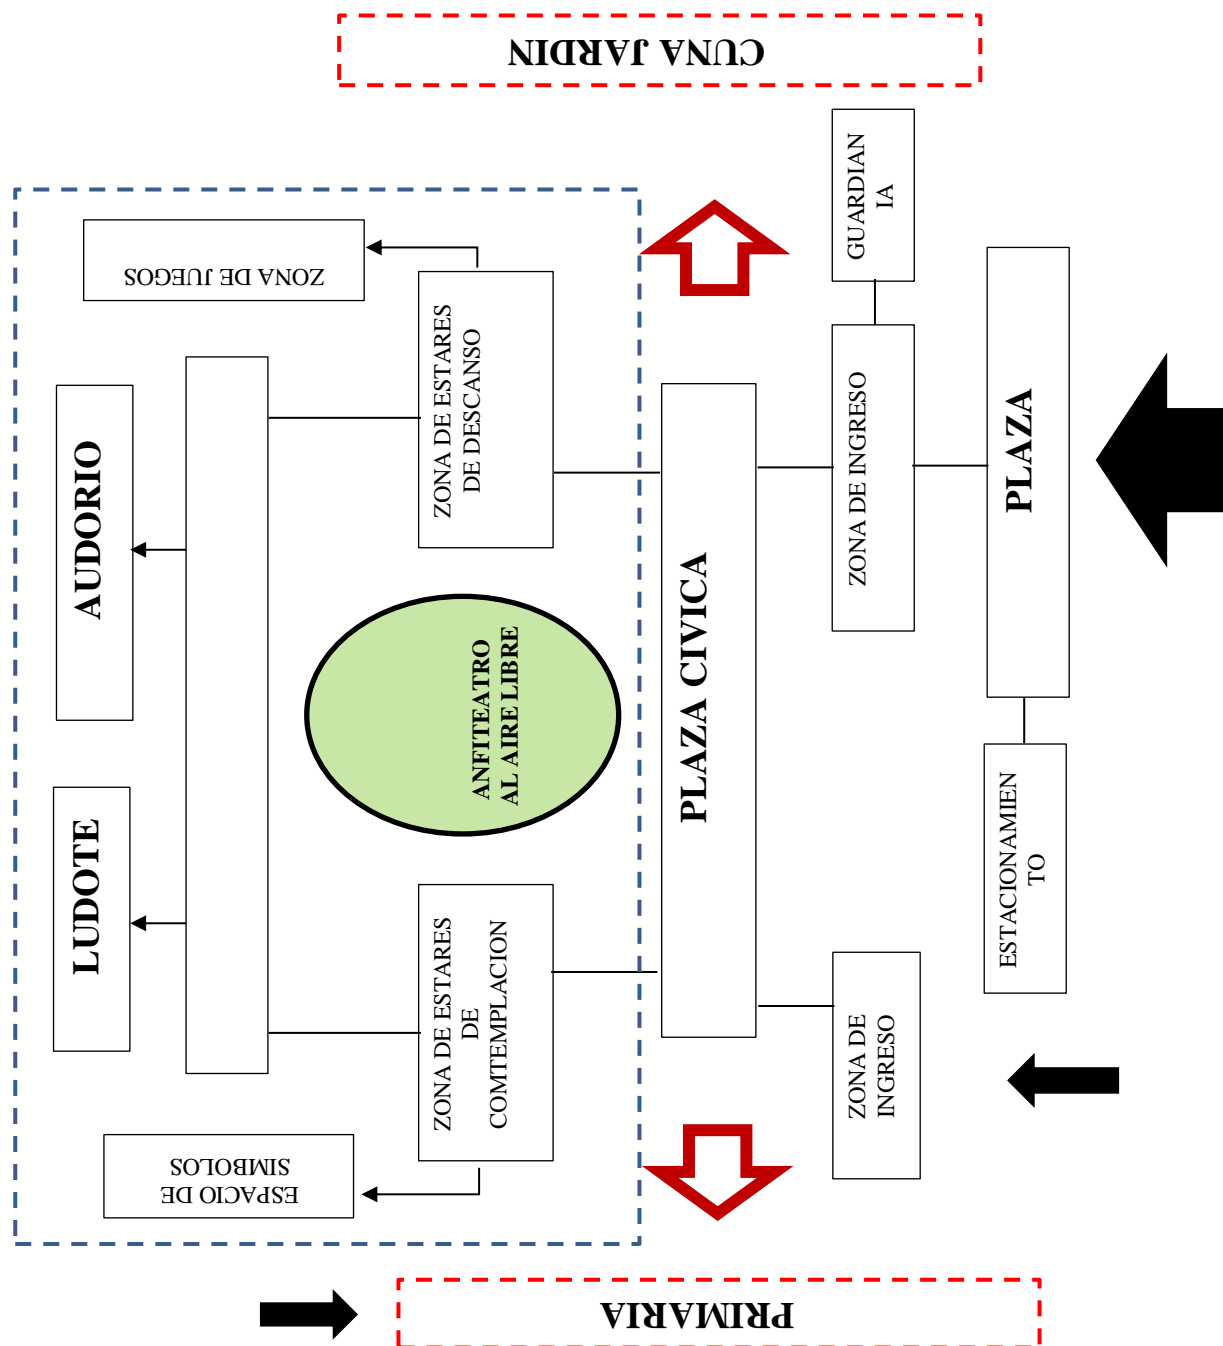 LUDOTE
AUDORIO
ESPACIO DE
SIMBOLOS
ZONA DE JUEGOS
ZONA DE ESTARES
DE
COMTEMPLACION
ANFITEATRO
AL AIRE LIBRE
ZONA DE ESTARES
DE DESCANSO
PRIMARIA
CUNA JARDIN
PLAZA CIVICA
ZONA DE
INGRESO
ZONA DE INGRESO
GUARDIAN
IA
ESTACIONAMIEN
TO
PLAZA